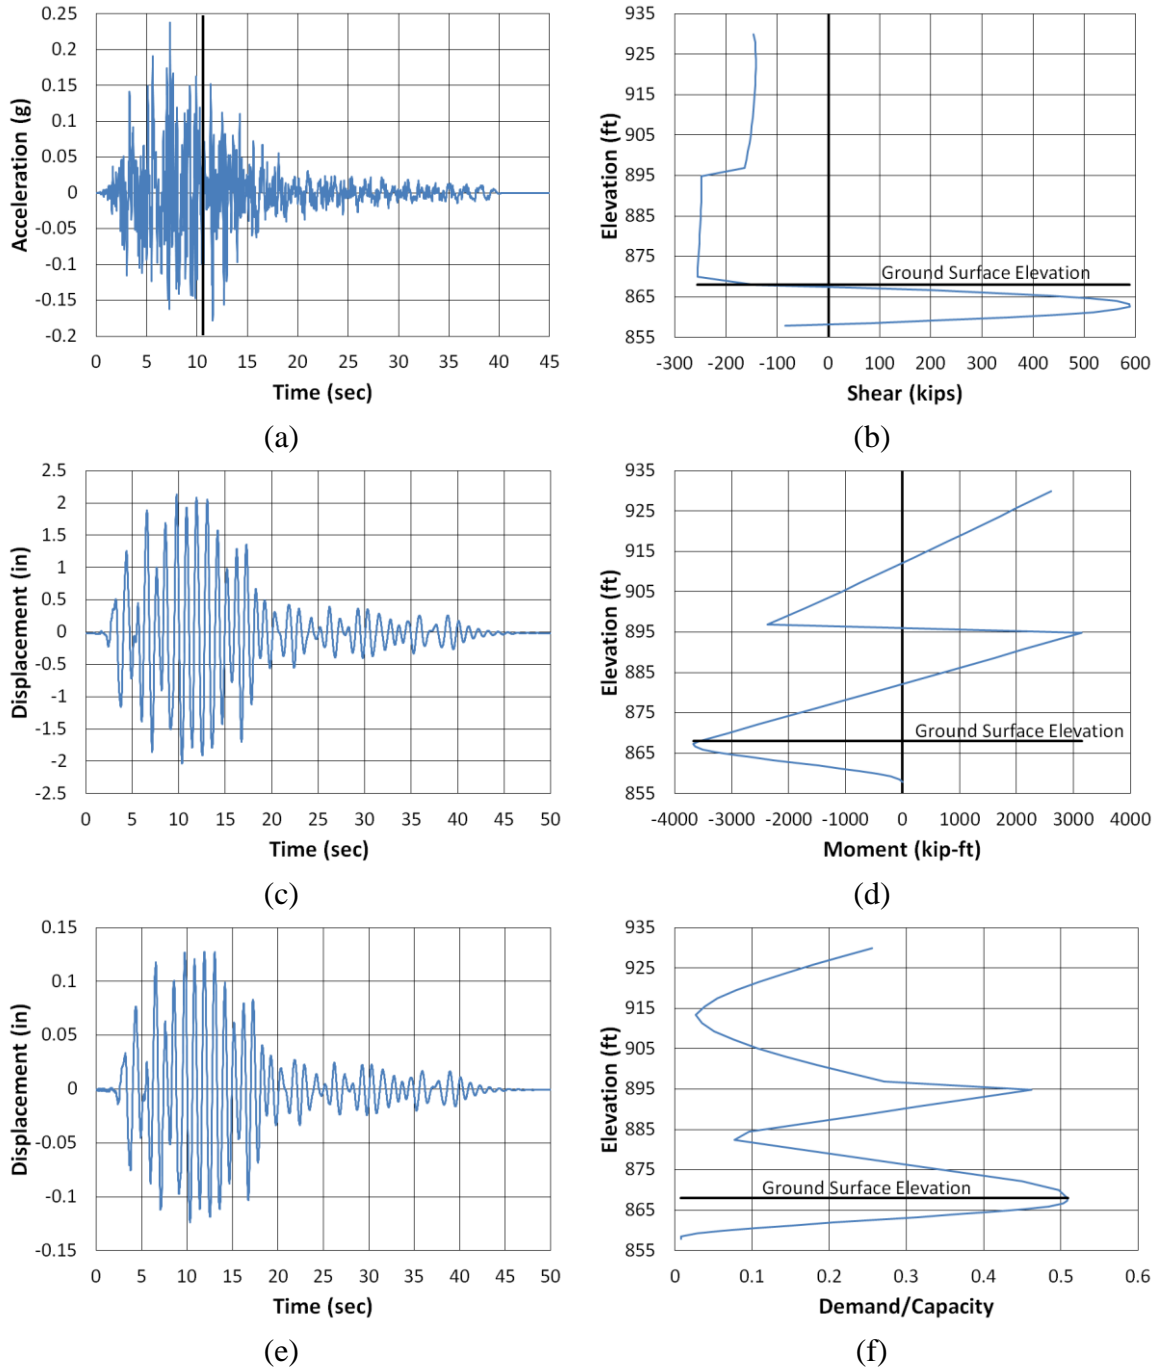 0.25
0.2
0.15
0.1
0.05
0
-0.05
-0.1
-0.15
-0.2
Acceleration (g)
0 5 10 15 20 25 30 35 40 45
Time (sec)
(a)
935
925
915
905
895
885
875
865
855
Elevation (ft)
Ground Surface Elevation
-300 -200 -100 0 100 200 300 400 500 600
Shear (kips)
(b)
2.5
2
1.5
1
0.5
0
-0.5
-1
-1.5
-2
-2.5
Displacement (in)
0 5 10 15 20 25 30 35 40 45 50
Time (sec)
(c)
935
925
915
905
895
885
875
865
855
Elevation (ft)
Ground Surface Elevation
-4000 -3000 -2000 -1000 0 1000 2000 3000 4000
Moment (kip-ft)
(d)
0.15
0.1
0.05
0
-0.05
-0.1
-0.15
Displacement (in)
0 5 10 15 20 25 30 35 40 45 50
Time (sec)
(e)
935
925
915
905
895
885
875
865
855
Elevation (ft)
Ground Surface Elevation
0 0.1 0.2 0.3 0.4 0.5 0.6
Demand/Capacity
(f)